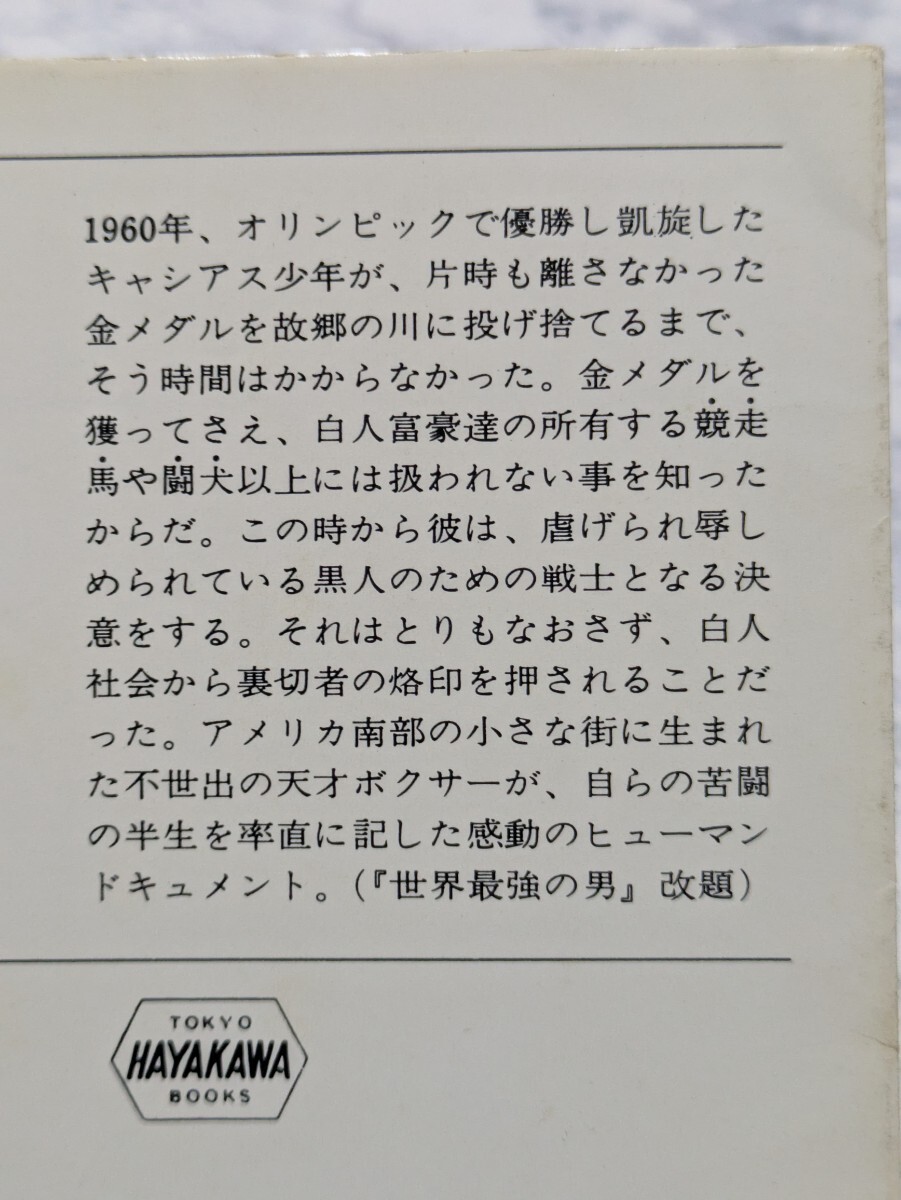 1960年、オリンピックで優勝し凱旋した
キャシアス少年が、片時も離さなかった
金メダルを故郷の川に投げ捨てるまで、
そう時間はかからなかった。金メダルを
獲ってさえ、白人富豪達の所有する競走
馬や闘犬以上には扱われない事を知った
からだ。この時から彼は、虐げられ辱し
められている黒人のための戦士となる決
意をする。それはとりもなおさず、白人
社会から裏切者の烙印を押されることだ
った。アメリカ南部の小さな街に生まれ
た不世出の天才ボクサーが、自らの苦闘
の半生を率直に記した感動のヒューマン
ドキュメント。(『世界最強の男』改題)
TOKYO
HAYAKAWA
BOOKS